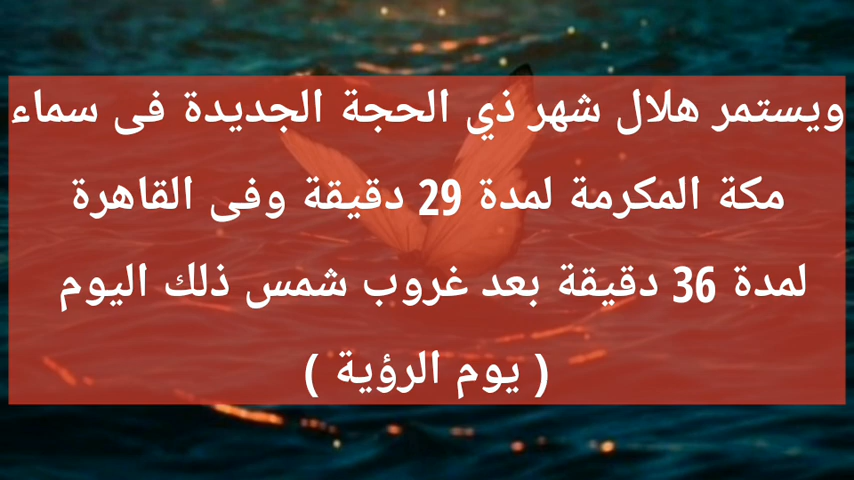 ويستمر هلال شهر ذي الحجة الجديدة فى سماء
مكة المكرمة لمدة 29 دقيقة وفى القاهرة
لمدة 36 دقيقة بعد غروب شمس ذلك اليوم
( يوم الرؤية )